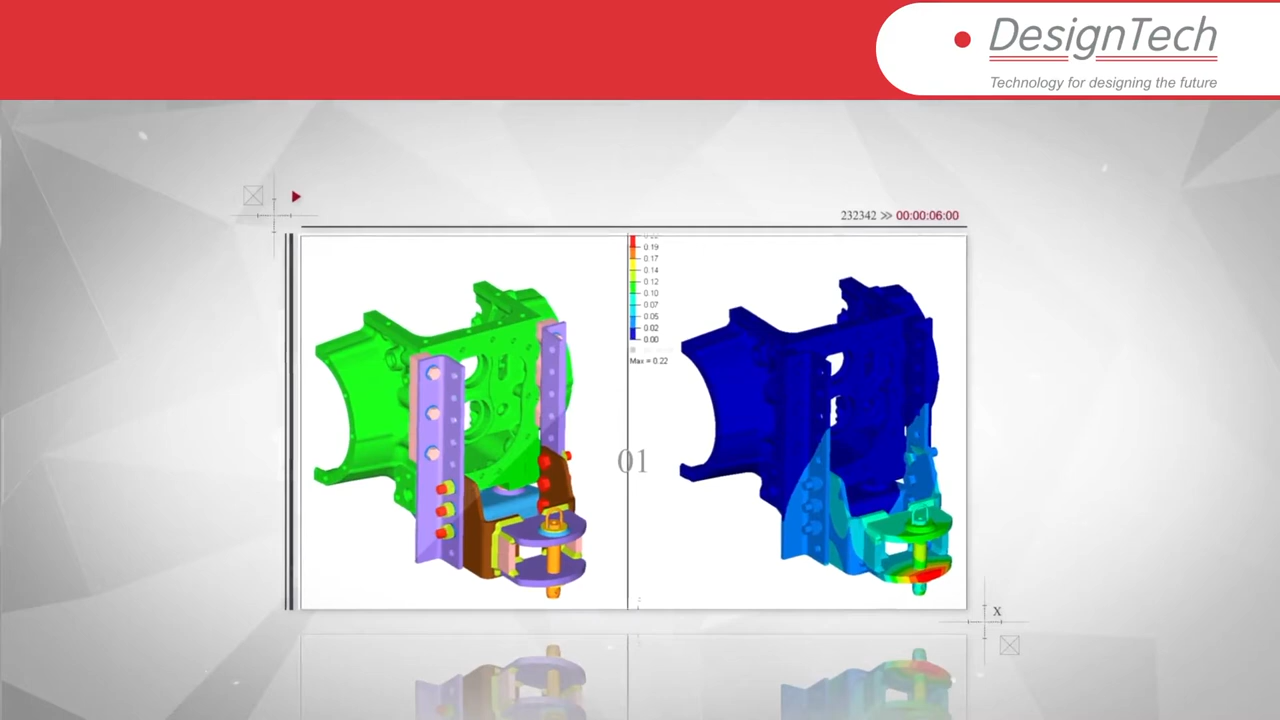 DesignTech
Technology for designing the future
232342 >> 00:00:06:00
0.19
0.17
0.14
0.12
0.10
0.07
0.05
0.02
0.00
Max = 0.22
01
X